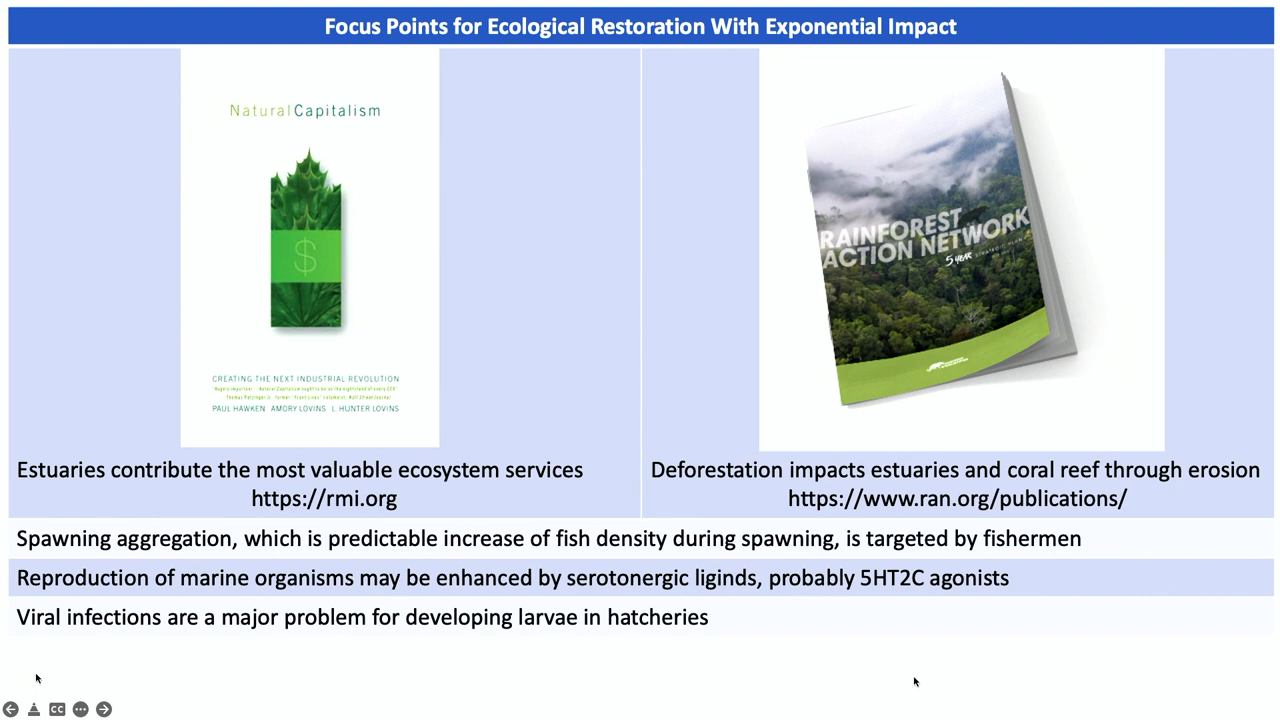 Focus Points for Ecological Restoration With Exponential Impact
NaturalCapitalism
$
CREATING THE NEXT INDUSTRIAL REVOLUTION
PAUL HAWKEN AMORY LOVINS L. HUNTER LOVINS
RAINFOREST
ACTION NETWORK
5 YEAR STRATEGIC PLAN
Estuaries contribute the most valuable ecosystem services
https://rmi.org
Deforestation impacts estuaries and coral reef through erosion
https://www.ran.org/publications/
Spawning aggregation, which is predictable increase of fish density during spawning, is targeted by fishermen
Reproduction of marine organisms may be enhanced by serotonergic liginds, probably 5HT2C agonists
Viral infections are a major problem for developing larvae in hatcheries
CC